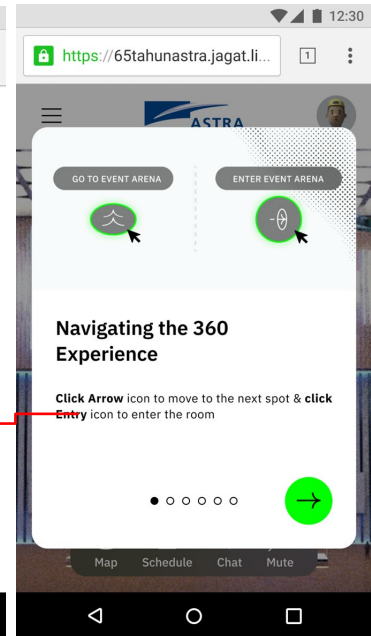 12:30
https://65tahunastra.jagat.li...
1
ASTRA
GO TO EVENT ARENA
ENTER EVENT ARENA
Navigating the 360
Experience
Click Arrow icon to move to the next spot & click
Entry icon to enter the room
Map Schedule Chat Mute